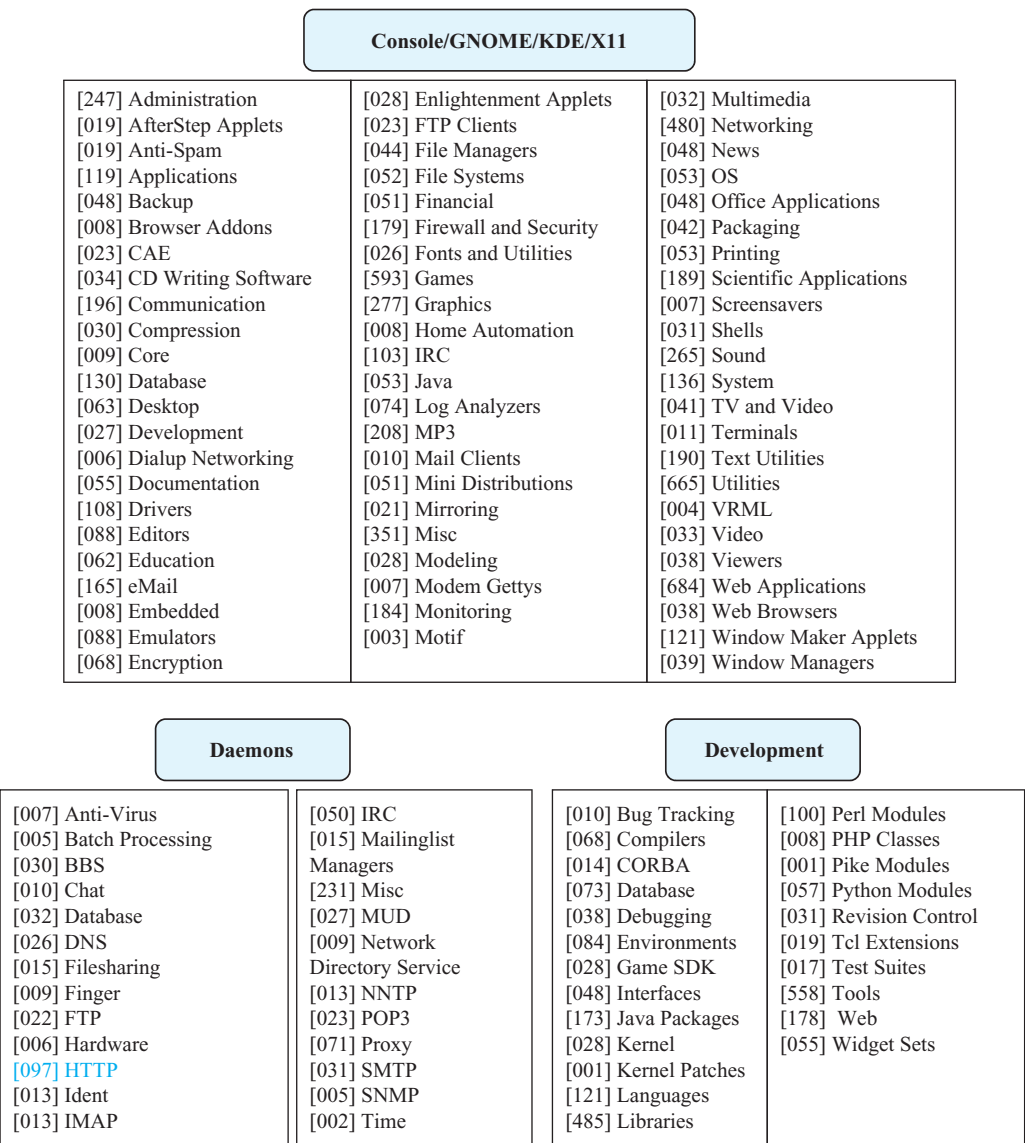 Console/GNOME/KDE/X11
[247] Administration
[019] AfterStep Applets
[019] Anti-Spam
[119] Applications
[048] Backup
[008] Browser Addons
[023] CAE
[034] CD Writing Software
[196] Communication
[030] Compression
[009] Core
[130] Database
[063] Desktop
[027] Development
[006] Dialup Networking
[055] Documentation
[108] Drivers
[088] Editors
[062] Education
[165] eMail
[008] Embedded
[088] Emulators
[068] Encryption
[028] Enlightenment Applets
[023] FTP Clients
[044] File Managers
[052] File Systems
[051] Financial
[179] Firewall and Security
[026] Fonts and Utilities
[593] Games
[277] Graphics
[008] Home Automation
[103] IRC
[053] Java
[074] Log Analyzers
[208] MP3
[010] Mail Clients
[051] Mini Distributions
[021] Mirroring
[351] Misc
[028] Modeling
[007] Modem Gettys
[184] Monitoring
[003] Motif
[032] Multimedia
[480] Networking
[048] News
[053] OS
[048] Office Applications
[042] Packaging
[053] Printing
[189] Scientific Applications
[007] Screensavers
[031] Shells
[265] Sound
[136] System
[041] TV and Video
[011] Terminals
[190] Text Utilities
[665] Utilities
[004] VRML
[033] Video
[038] Viewers
[684] Web Applications
[038] Web Browsers
[121] Window Maker Applets
[039] Window Managers
Daemons
[007] Anti-Virus
[005] Batch Processing
[030] BBS
[010] Chat
[032] Database
[026] DNS
[015] Filesharing
[009] Finger
[022] FTP
[006] Hardware
[097] HTTP
[013] Ident
[013] IMAP
[050] IRC
[015] Mailinglist
Managers
[231] Misc
[027] MUD
[009] Network
Directory Service
[013] NNTP
[023] POP3
[071] Proxy
[031] SMTP
[005] SNMP
[002] Time
Development
[010] Bug Tracking
[068] Compilers
[014] CORBA
[073] Database
[038] Debugging
[084] Environments
[028] Game SDK
[048] Interfaces
[173] Java Packages
[028] Kernel
[001] Kernel Patches
[121] Languages
[485] Libraries
[100] Perl Modules
[008] PHP Classes
[001] Pike Modules
[057] Python Modules
[031] Revision Control
[019] Tcl Extensions
[017] Test Suites
[558] Tools
[178] Web
[055] Widget Sets